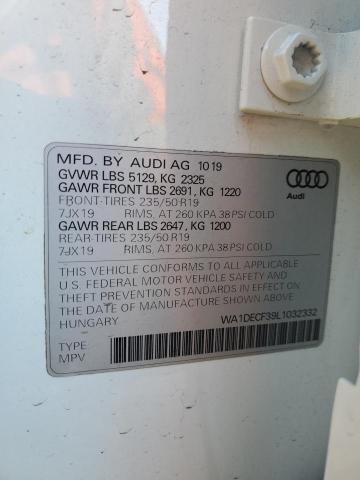 MFD. BY AUDI AG 10 19
GVWR LBS 5129, KG 2325
GAWR FRONT LBS 2691, KG 1220
FRONT-TIRES 235/50 R19
7JX19 RIMS, AT 260 KPA 38 PSI COLD
GAWR REAR LBS 2647, KG 1200
REAR-TIRES 235/50 R19
7JX19 RIMS, AT 260 KPA 38 PSI COLD
THIS VEHICLE CONFORMS TO ALL APPLICABLE
U.S. FEDERAL MOTOR VEHICLE SAFETY AND
THEFT PREVENTION STANDARDS IN EFFECT ON
THE DATE OF MANUFACTURE SHOWN ABOVE
Audi
WA1DECF39L1032332
TYPE
MPV